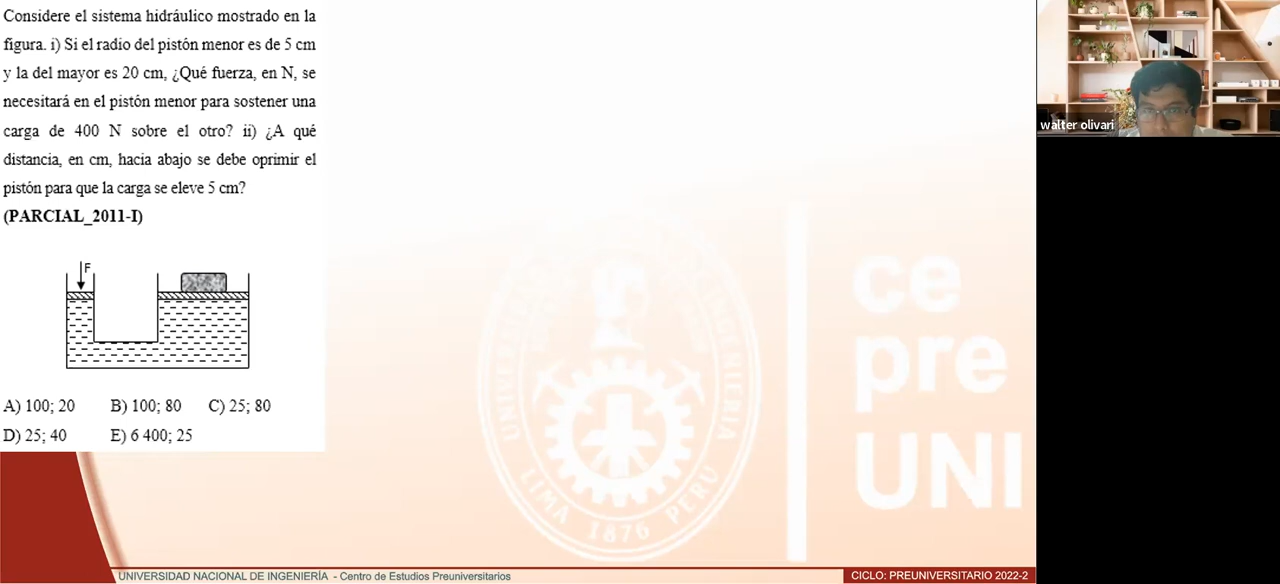 Considere el sistema hidráulico mostrado en la
figura. i) Si el radio del pistón menor es de 5 cm
y la del mayor es 20 cm, ¿Qué fuerza, en N, se
necesitará en el pistón menor para sostener una
carga de 400 N sobre el otro? ii) ¿A qué
distancia, en cm, hacia abajo se debe oprimir el
pistón para que la carga se eleve 5 cm?
(PARCIAL_2011-I)
F
A) 100; 20 B) 100; 80 C) 25; 80
D) 25; 40 E) 6 400; 25
walter olivari
ce
pre
UNI
LIMA 1876 PERU
UNIVERSIDAD NACIONAL DE INGENIERÍA - Centro de Estudios Preuniversitarios
CICLO: PREUNIVERSITARIO 2022-2